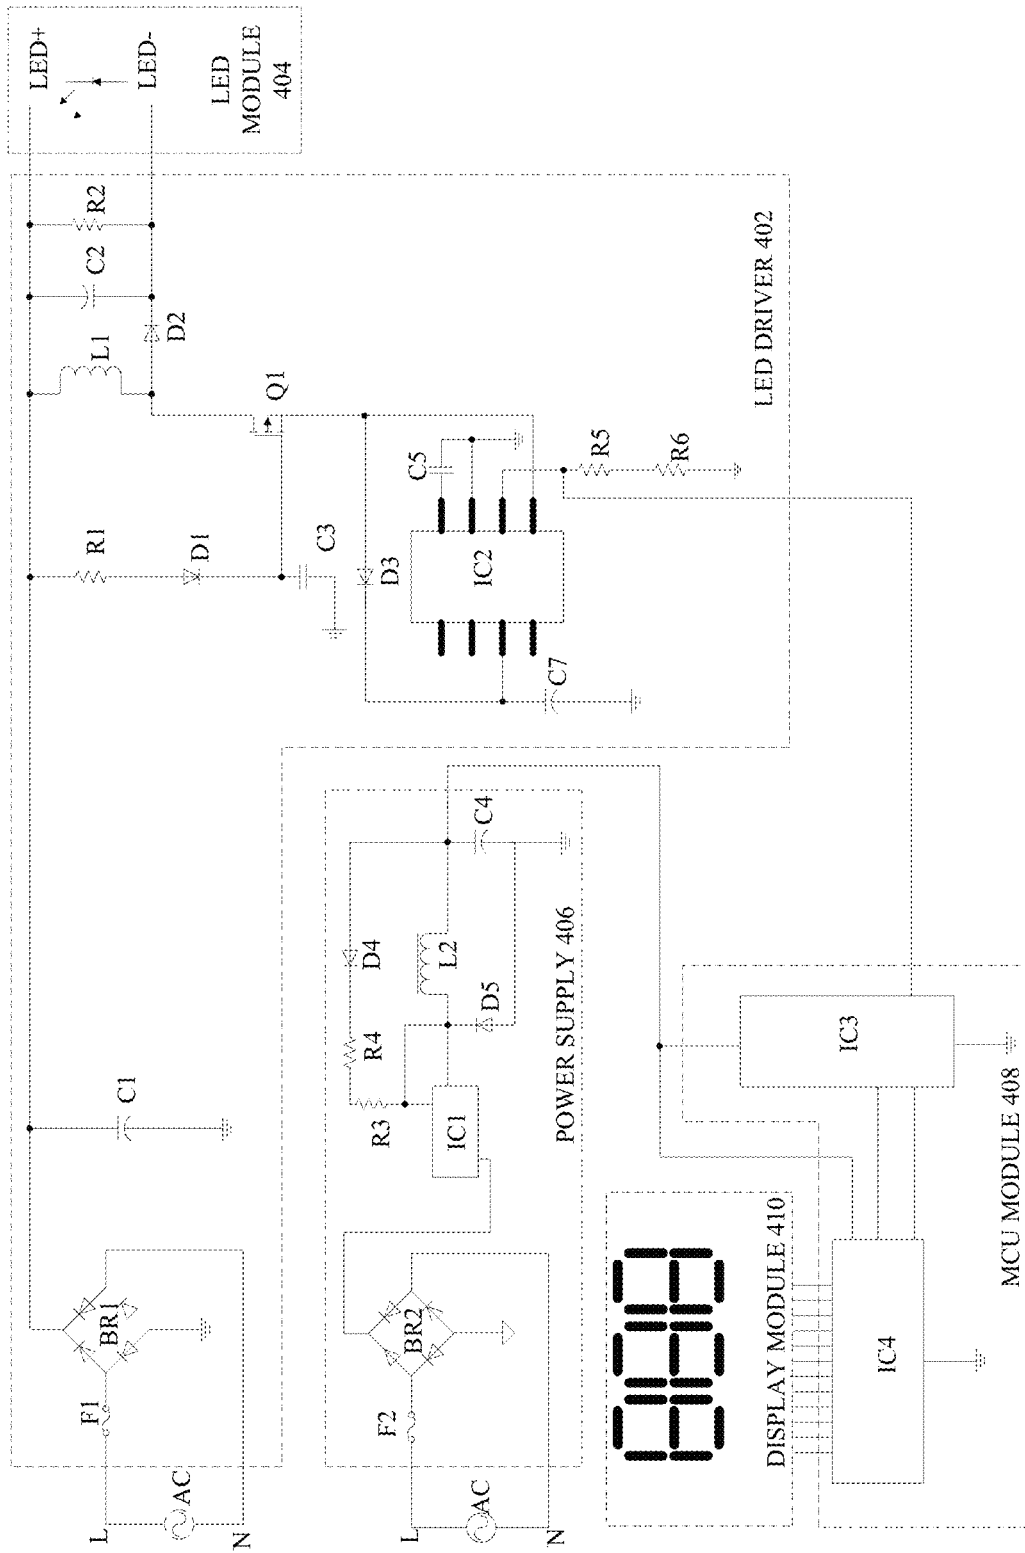 L
AC
N
F1
BR1
C1
R1
D1
C3
Q1
L1
D2
C2
R2
LED+
LED-
LED
MODULE
404
D3
IC2
C5
C7
R5
R6
LED DRIVER 402
L
AC
N
F2
BR2
R3
R4
D4
IC1
L2
D5
C4
POWER SUPPLY 406
DISPLAY MODULE 410
IC4
IC3
MCU MODULE 408